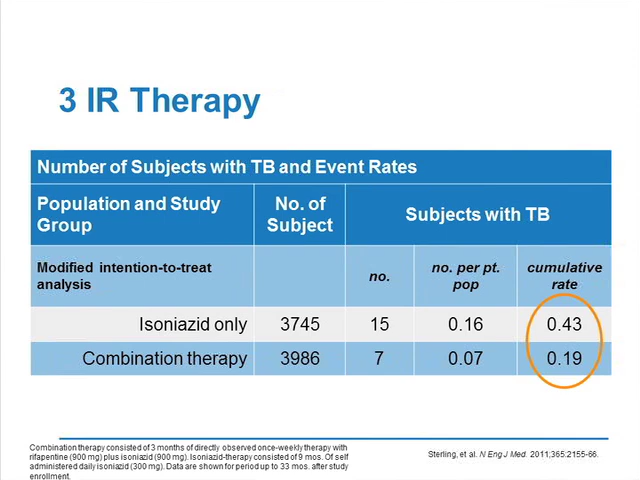 3 IR Therapy
Number of Subjects with TB and Event Rates
Population and Study
Group
No. of
Subject
Subjects with TB
Modified intention-to-treat
analysis
no.
no. per pt.
pop
cumulative
rate
Isoniazid only 3745 15 0.16 0.43
Combination therapy 3986 7 0.07 0.19
Combination therapy consisted of 3 months of directly observed once-weekly therapy with
rifapentine (900 mg) plus isoniazid (900 mg). Isoniazid-therapy consisted of 9 mos. Of self
administered daily isoniazid (300 mg). Data are shown for period up to 33 mo. after study
enrollment.
Sterling, et al. N Eng J Med. 2011;365:2155-66.